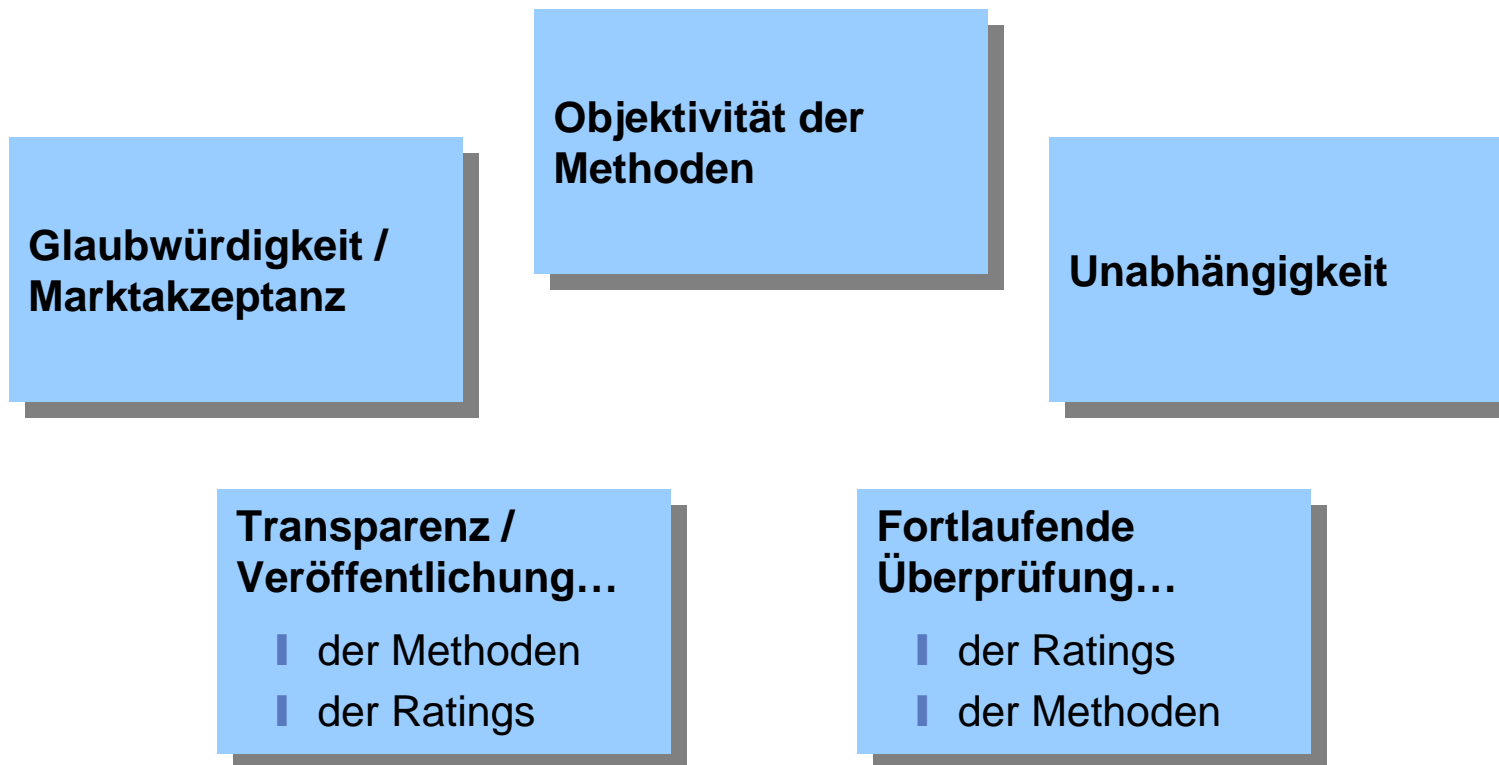 Objektivität der
Methoden
Glaubwürdigkeit /
Marktakzeptanz
Unabhängigkeit
Transparenz /
Veröffentlichung…
der Methoden
der Ratings
Fortlaufende
Überprüfung…
der Ratings
der Methoden